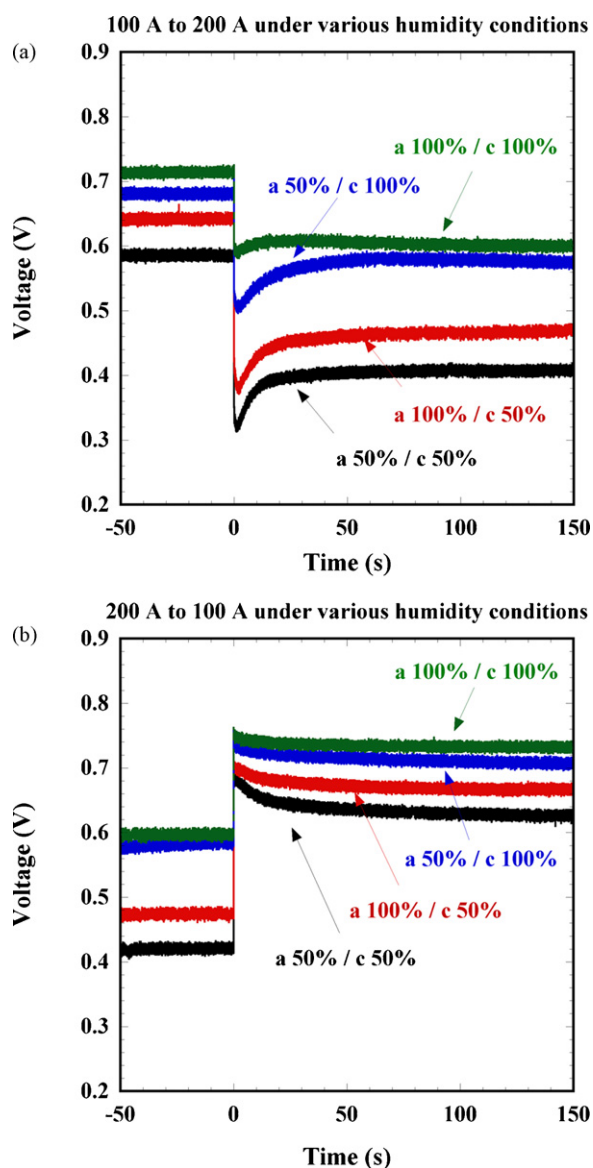 100 A to 200 A under various humidity conditions
(a)
0.9
0.8
0.7
0.6
0.5
0.4
0.3
0.2
Voltage (V)
a 100% / c 100%
a 50% / c 100%
a 100% / c 50%
a 50% / c 50%
-50
0
50
100
150
Time (s)
200 A to 100 A under various humidity conditions
(b)
0.9
0.8
0.7
0.6
0.5
0.4
0.3
0.2
Voltage (V)
a 100% / c 100%
a 50% / c 100%
a 100% / c 50%
a 50% / c 50%
-50
0
50
100
150
Time (s)